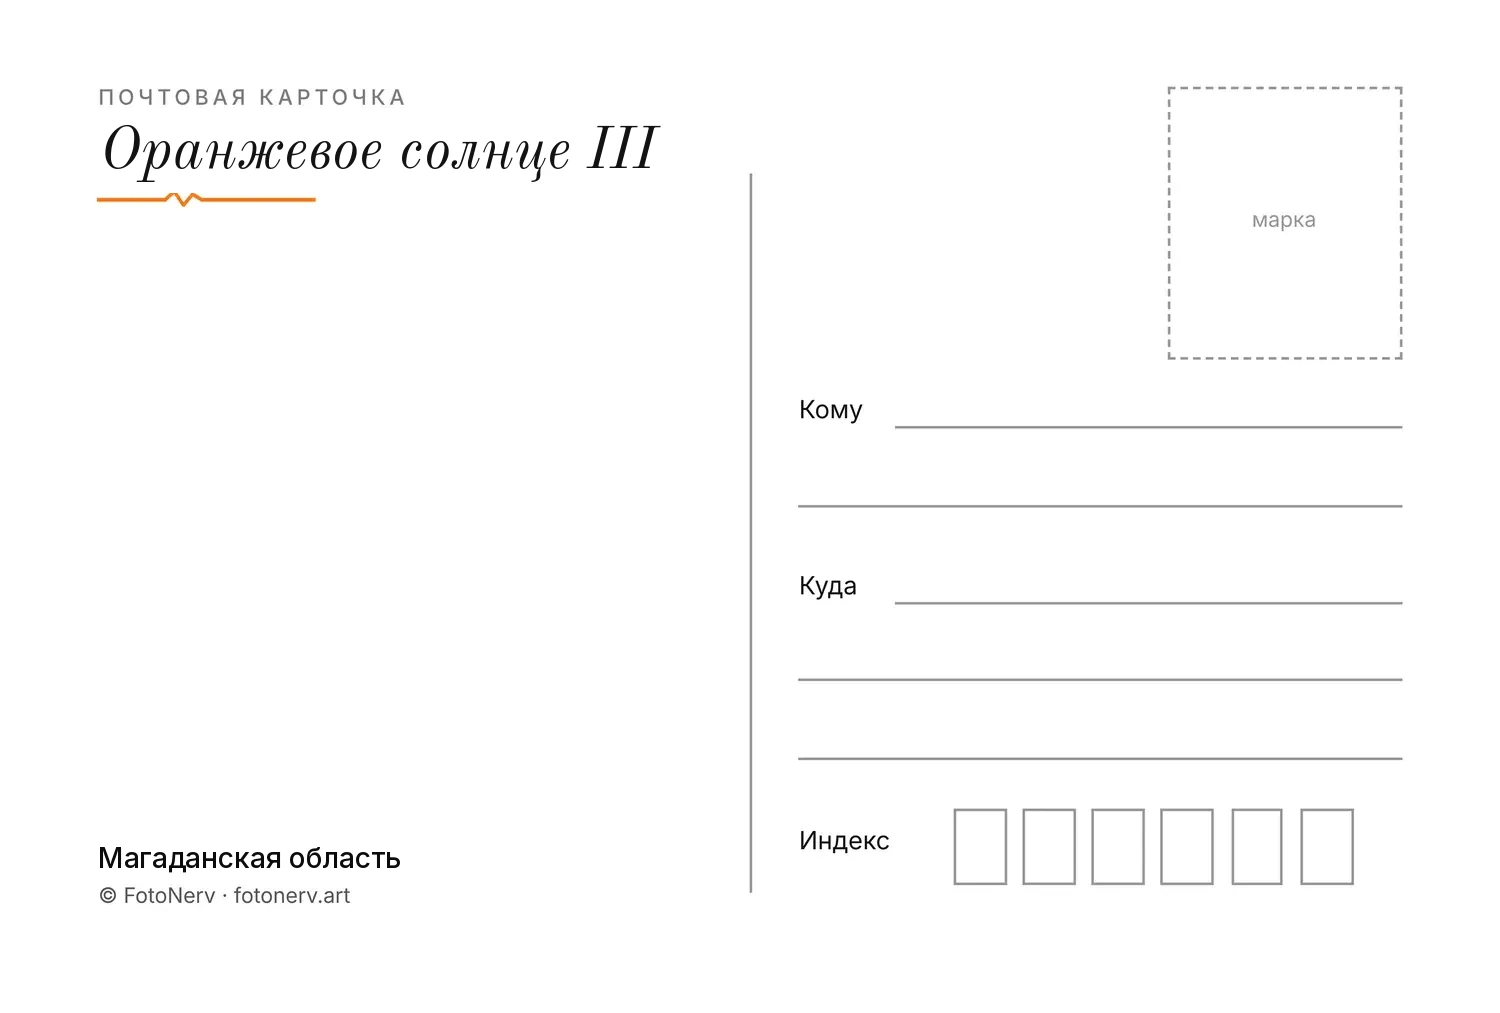 ПОЧТОВАЯ КАРТОЧКА
Оранжевое солнце III
марка
Кому
Куда
Индекс
Магаданская область
© FotoNerv · fotonerv.art